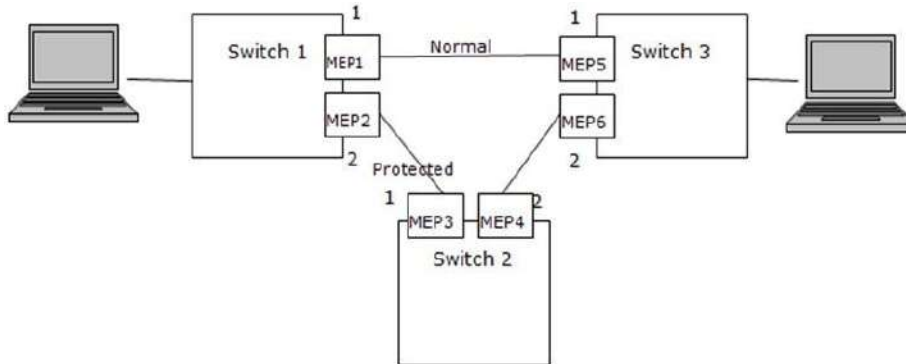 1
1
Switch 1
Normal
Switch 3
MEP1
MEP5
MEP2
MEP6
2
2
Protected
1
2
MEP3
MEP4
Switch 2